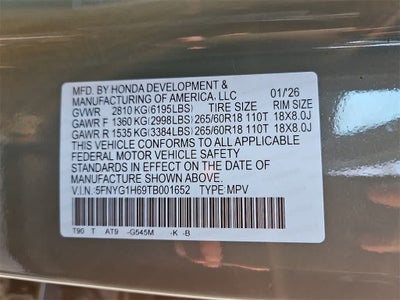 MFD. BY HONDA DEVELOPMENT &
MANUFACTURING OF AMERICA, LLC 01/'26
GVWR 2810 KG(6195LBS) TIRE SIZE RIM SIZE
GAWR F 1360 KG(2998LBS) 265/60R18 110T 18X8.0J
GAWR R 1535 KG(3384LBS) 265/60R18 110T 18X8.0J
THIS VEHICLE CONFORMS TO ALL APPLICABLE
FEDERAL MOTOR VEHICLE SAFETY
STANDARDS IN EFFECT ON THE DATE OF
MANUFACTURE SHOWN ABOVE.
V.I.N.:5FNYG1H69TB001652 TYPE:MPV
T90 T AT9 -G545M -K -B